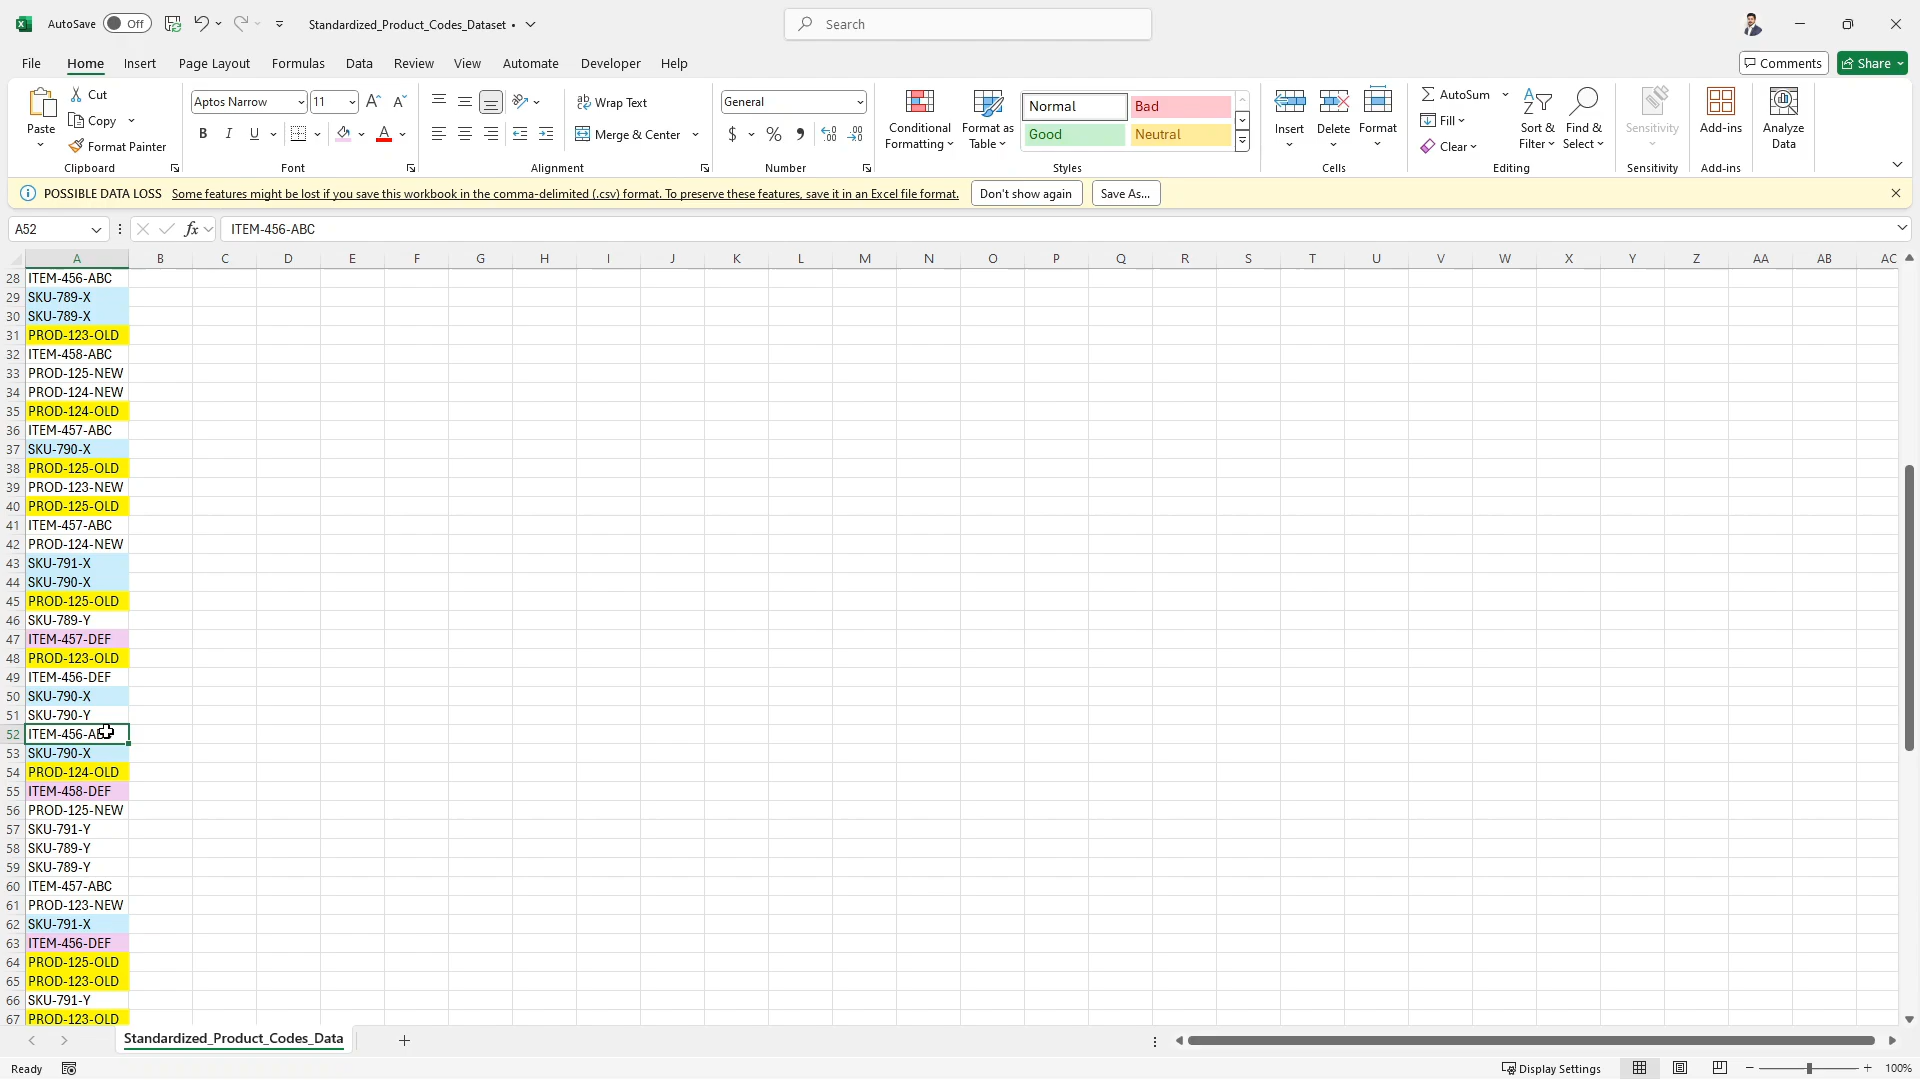 AutoSave Off Standardized_Product_Codes_Dataset • Search
File Home Insert Page Layout Formulas Data Review View Automate Developer Help Comments Share
Paste Cut Copy Format Painter Clipboard
Aptos Narrow 11 B I U A Font
Wrap Text Merge & Center Alignment
General $ % , Number
Conditional Formatting Format as Table Normal Bad Good Neutral Styles
Insert Delete Format Cells
AutoSum Fill Clear Sort & Filter Find & Select Editing
Sensitivity Sensitivity
Add-ins Add-ins
Analyze Data
POSSIBLE DATA LOSS Some features might be lost if you save this workbook in the comma-delimited (.csv) format. To preserve these features, save it in an Excel file format. Don't show again Save As...
A52 fx ITEM-456-ABC
A B C D E F G H I J K L M N O P Q R S T U V W X Y Z AA AB AC
28 ITEM-456-ABC
29 SKU-789-X
30 SKU-789-X
31 PROD-123-OLD
32 ITEM-458-ABC
33 PROD-125-NEW
34 PROD-124-NEW
35 PROD-124-OLD
36 ITEM-457-ABC
37 SKU-790-X
38 PROD-125-OLD
39 PROD-123-NEW
40 PROD-125-OLD
41 ITEM-457-ABC
42 PROD-124-NEW
43 SKU-791-X
44 SKU-790-X
45 PROD-125-OLD
46 SKU-789-Y
47 ITEM-457-DEF
48 PROD-123-OLD
49 ITEM-456-DEF
50 SKU-790-X
51 SKU-790-Y
52 ITEM-456-ABC
53 SKU-790-X
54 PROD-124-OLD
55 ITEM-458-DEF
56 PROD-125-NEW
57 SKU-791-Y
58 SKU-789-Y
59 SKU-789-Y
60 ITEM-457-ABC
61 PROD-123-NEW
62 SKU-791-X
63 ITEM-456-DEF
64 PROD-125-OLD
65 PROD-123-OLD
66 SKU-791-Y
67 PROD-123-OLD
Standardized_Product_Codes_Data
Ready Display Settings 100%